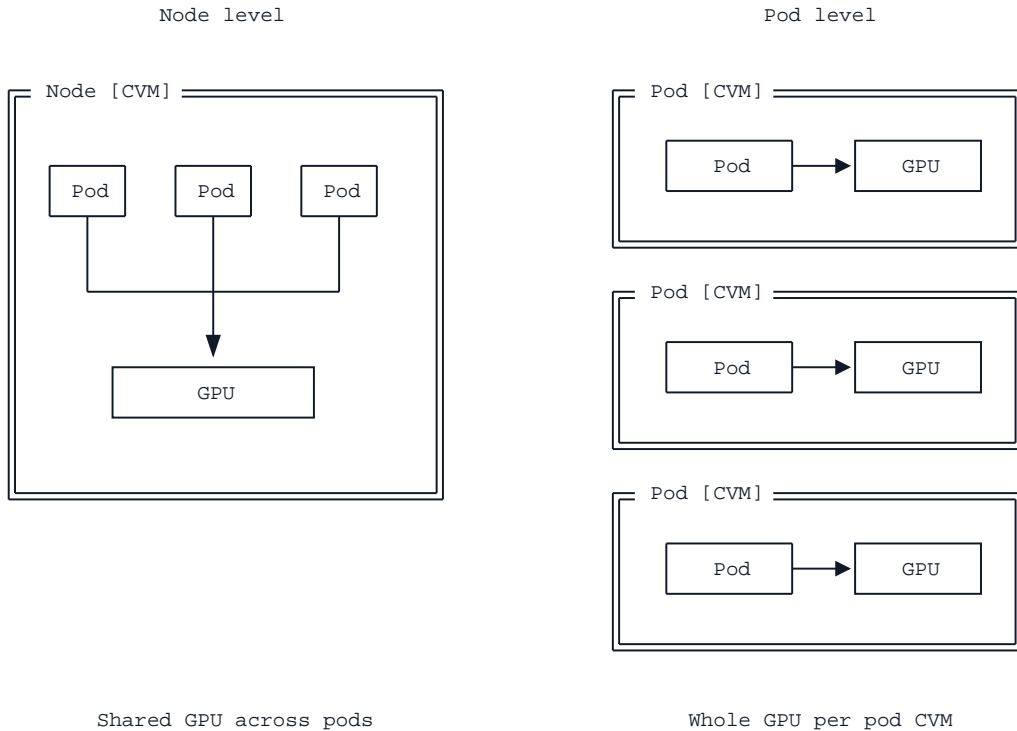 Node level
Pod level
Node [CVM]
Pod
Pod
Pod
GPU
Pod [CVM]
Pod
GPU
Pod [CVM]
Pod
GPU
Pod [CVM]
Pod
GPU
Shared GPU across pods
Whole GPU per pod CVM